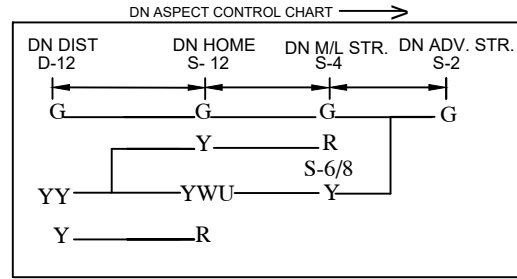 DN ASPECT CONTROL CHART
DN DIST DN HOME DN M/L STR. DN ADV. STR.
D-12 S- 12 S-4 S-2
G G G G
Y R
S-6/8
YY YWU Y
Y R